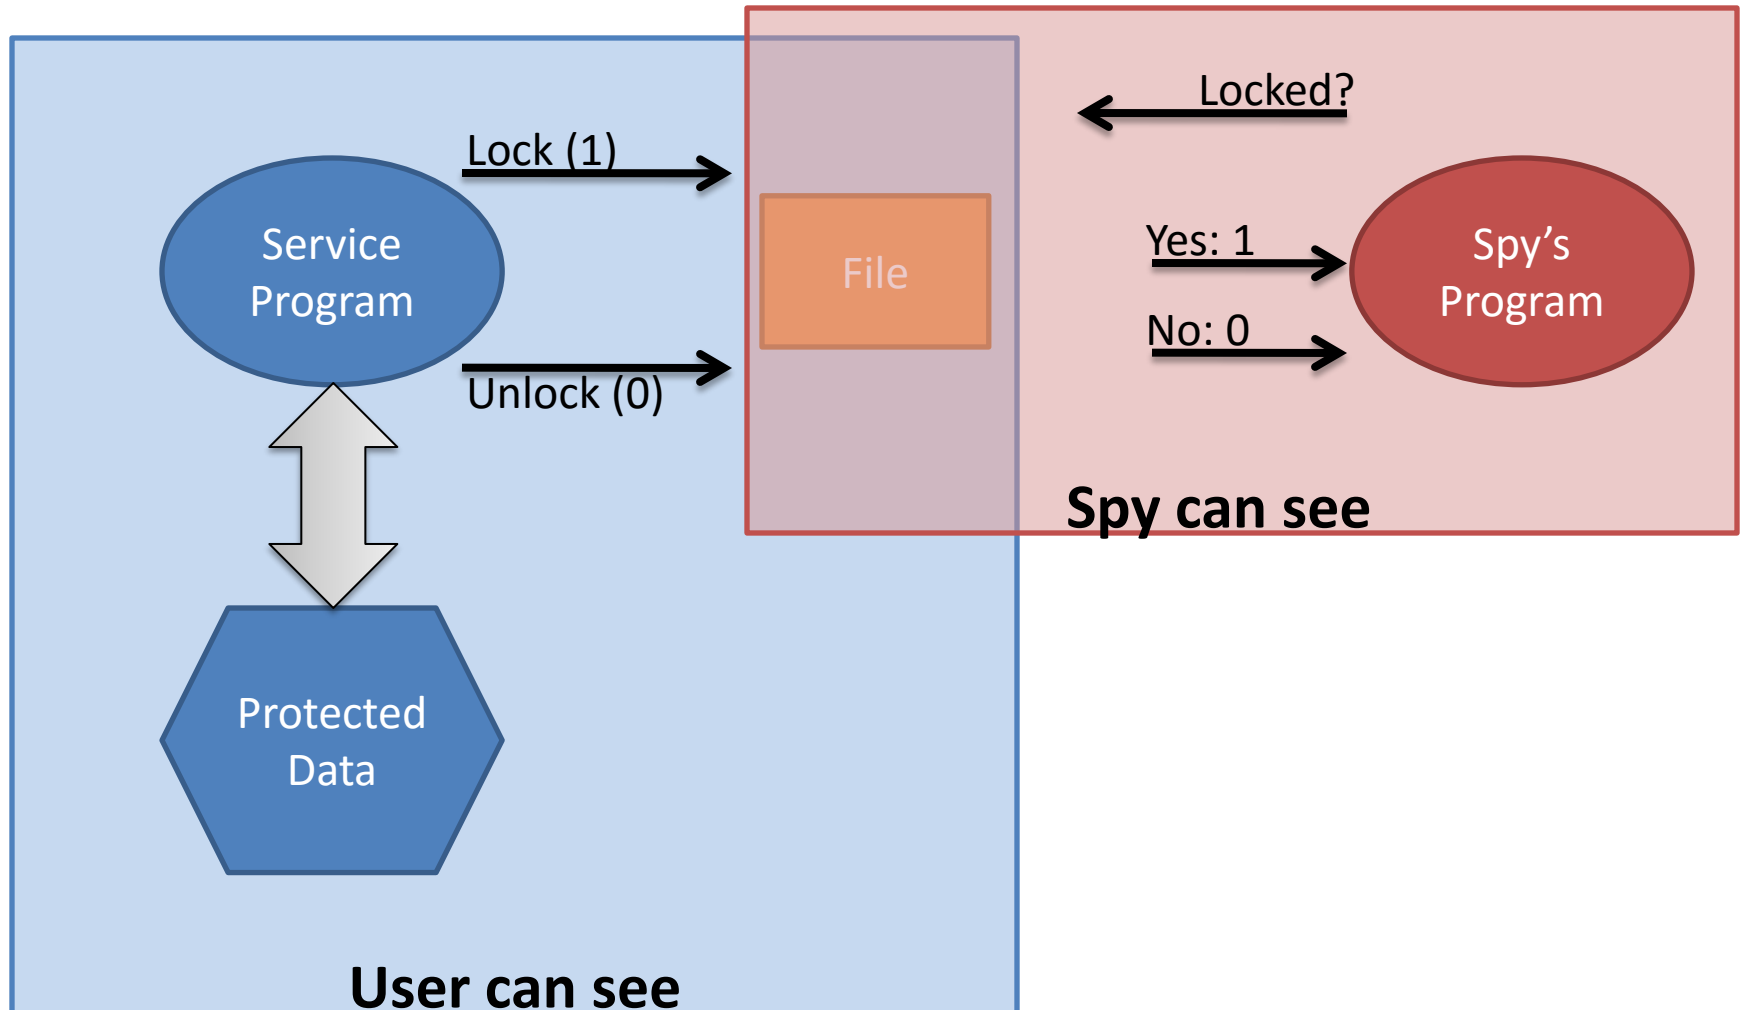 Locked?
Lock (1)
Service
Program
File
Yes: 1
No: 0
Spy’s
Program
Unlock (0)
Spy can see
Protected
Data
User can see